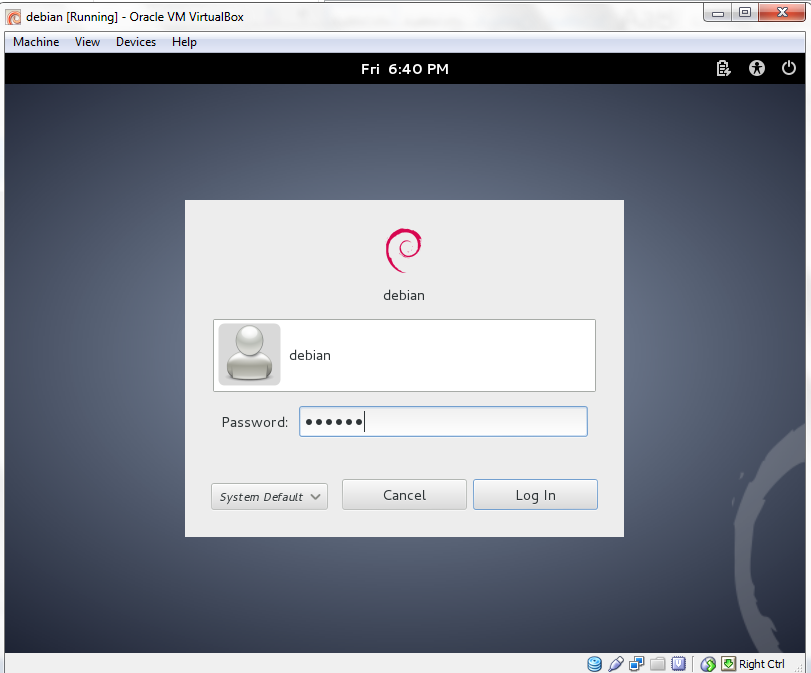 debian [Running] - Oracle VM VirtualBox
Machine View Devices Help
Fri 6:40 PM
debian
debian
Password: ●●●●●●
System Default Cancel Log In
Right Ctrl